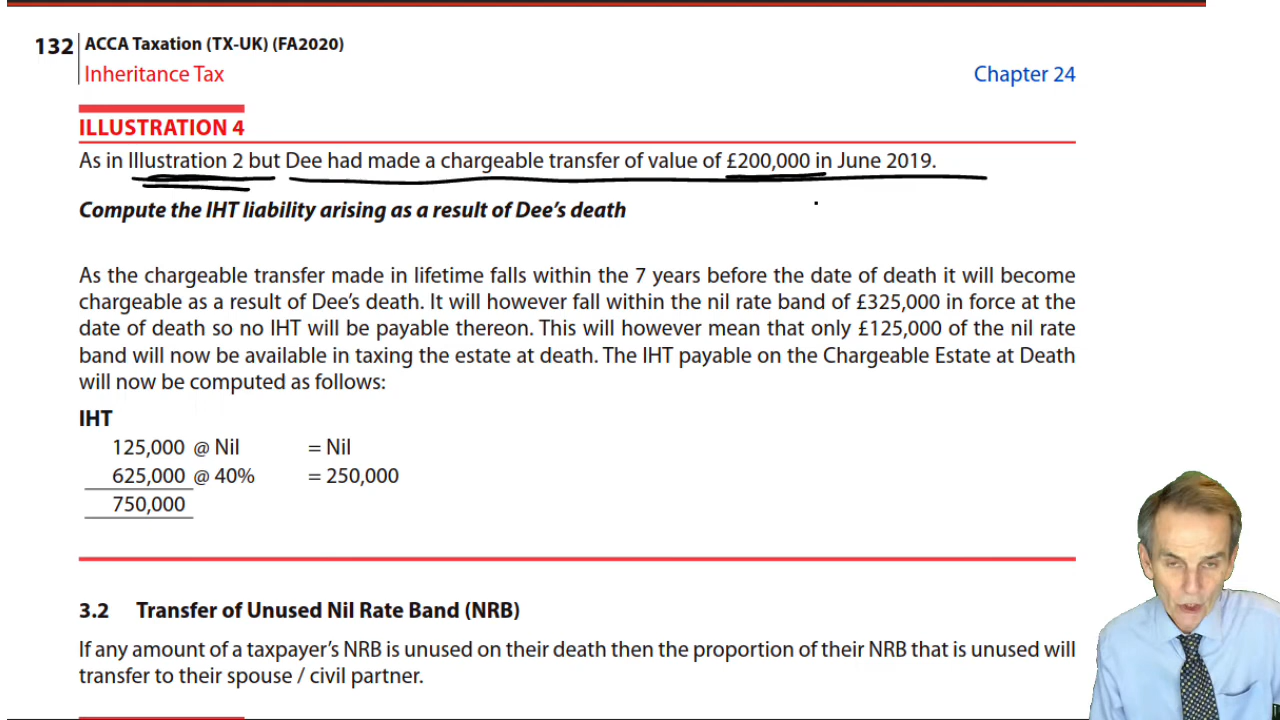 132 ACCA Taxation (TX-UK) (FA2020)
Inheritance Tax Chapter 24
ILLUSTRATION 4
As in Illustration 2 but Dee had made a chargeable transfer of value of £200,000 in June 2019.
Compute the IHT liability arising as a result of Dee’s death
As the chargeable transfer made in lifetime falls within the 7 years before the date of death it will become
chargeable as a result of Dee’s death. It will however fall within the nil rate band of £325,000 in force at the
date of death so no IHT will be payable thereon. This will however mean that only £125,000 of the nil rate
band will now be available in taxing the estate at death. The IHT payable on the Chargeable Estate at Death
will now be computed as follows:
IHT
125,000 @ Nil = Nil
625,000 @ 40% = 250,000
750,000
3.2 Transfer of Unused Nil Rate Band (NRB)
If any amount of a taxpayer’s NRB is unused on their death then the proportion of their NRB that is unused will
transfer to their spouse / civil partner.